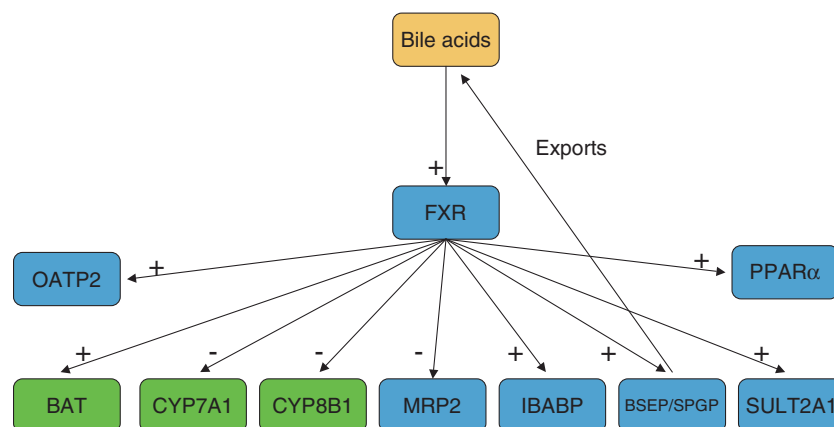 Bile acids
Exports
+
FXR
OATP2
+
+
PPARα
+
-
-
-
+
+
+
BAT
CYP7A1
CYP8B1
MRP2
IBABP
BSEP/SPGP
SULT2A1